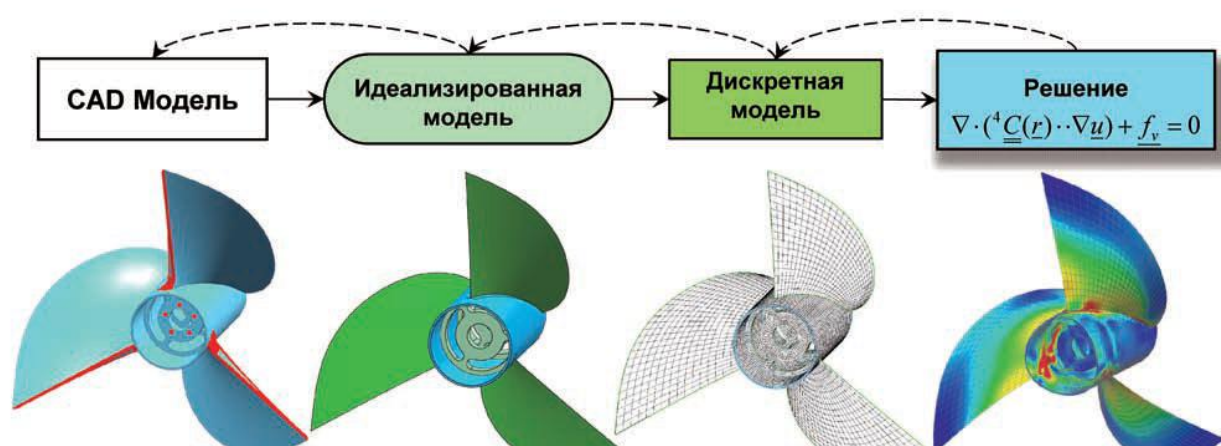 CAD Модель
Идеализированная
модель
Дискретная
модель
Решение
∇·(⁴C(r)··∇u)+f_v=0